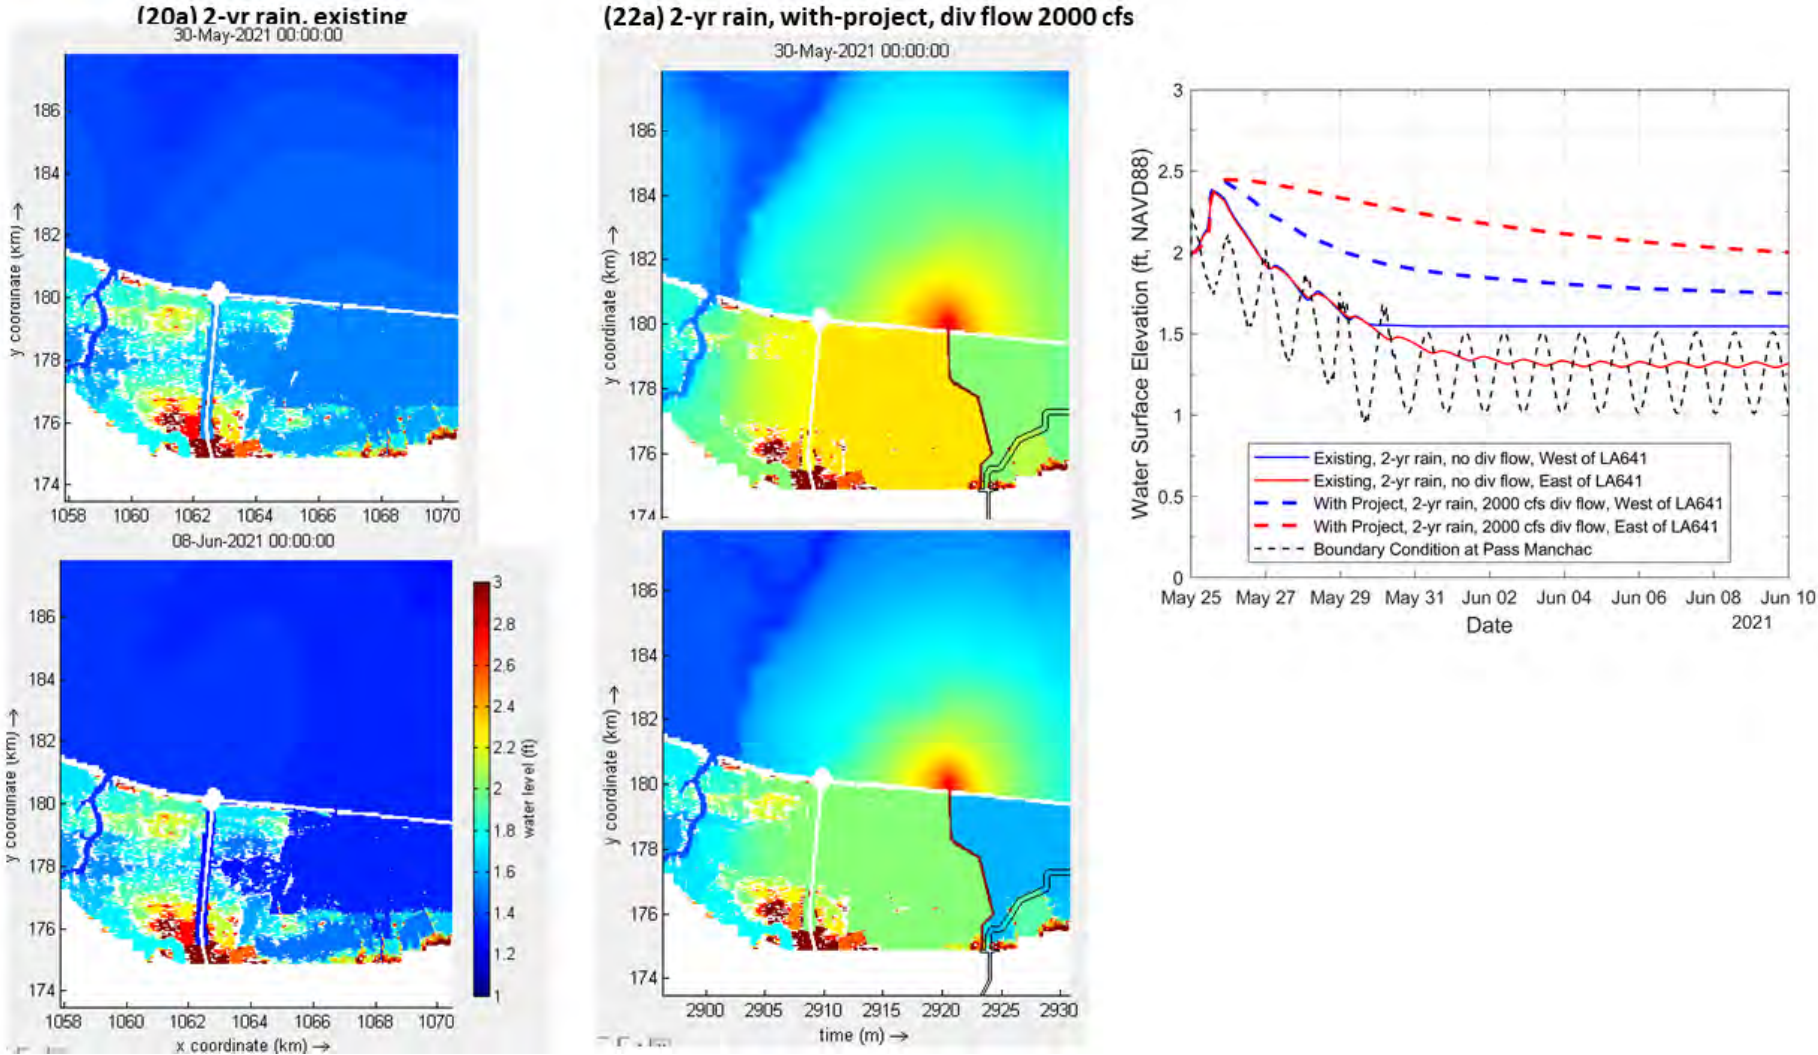 (20a) 2-yr rain, existing
30-May-2021 00:00:00
186
184
182
180
178
176
174
y coordinate (km) →
1058 1060 1062 1064 1066 1068 1070
08-Jun-2021 00:00:00
186
184
182
180
178
176
174
y coordinate (km) →
1058 1060 1062 1064 1066 1068 1070
x coordinate (km) →
3
2.8
2.6
2.4
2.2
2
1.8
1.6
1.4
1.2
1
water level (ft)
(22a) 2-yr rain, with-project, div flow 2000 cfs
30-May-2021 00:00:00
186
184
182
180
178
176
174
y coordinate (km) →
186
184
182
180
178
176
174
y coordinate (km) →
2900 2905 2910 2915 2920 2925 2930
time (m) →
3
2.5
2
1.5
1
0.5
0
Water Surface Elevation (ft, NAVD88)
Existing, 2-yr rain, no div flow, West of LA641
Existing, 2-yr rain, no div flow, East of LA641
With Project, 2-yr rain, 2000 cfs div flow, West of LA641
With Project, 2-yr rain, 2000 cfs div flow, East of LA641
Boundary Condition at Pass Manchac
May 25 May 27 May 29 May 31 Jun 02 Jun 04 Jun 06 Jun 08 Jun 10
Date
2021